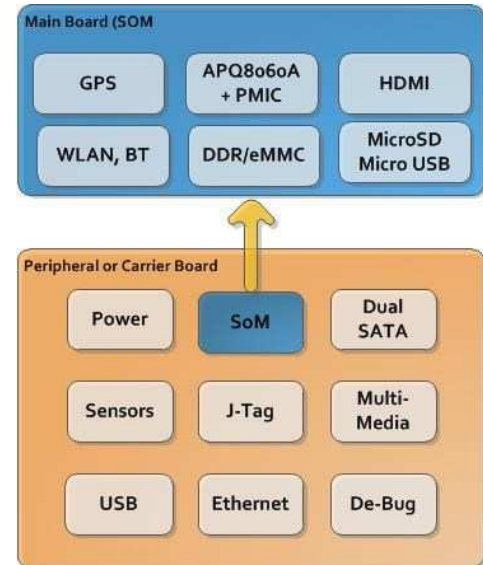 Main Board (SOM
GPS
APQ8060A
+ PMIC
HDMI
WLAN, BT
DDR/eMMC
MicroSD
Micro USB
Peripheral or Carrier Board
Power
SoM
Dual
SATA
Sensors
J-Tag
Multi-
Media
USB
Ethernet
De-Bug